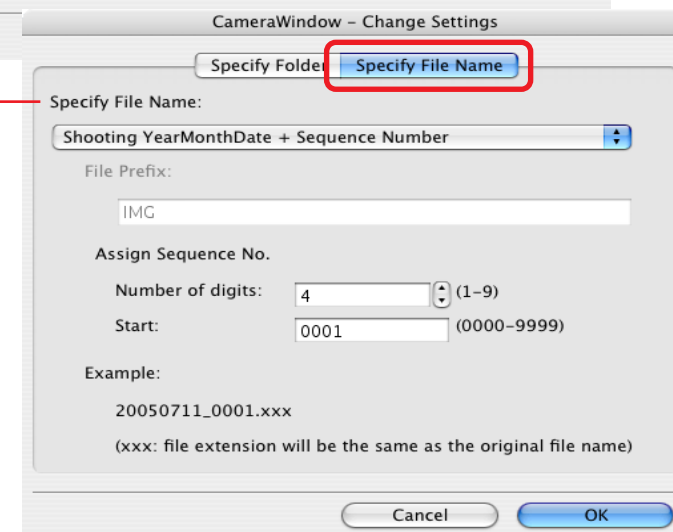 CameraWindow – Change Settings
Specify Folder Specify File Name
Specify File Name:
Shooting YearMonthDate + Sequence Number
File Prefix:
IMG
Assign Sequence No.
Number of digits: 4 (1–9)
Start: 0001 (0000–9999)
Example:
20050711_0001.xxx
(xxx: file extension will be the same as the original file name)
Cancel OK